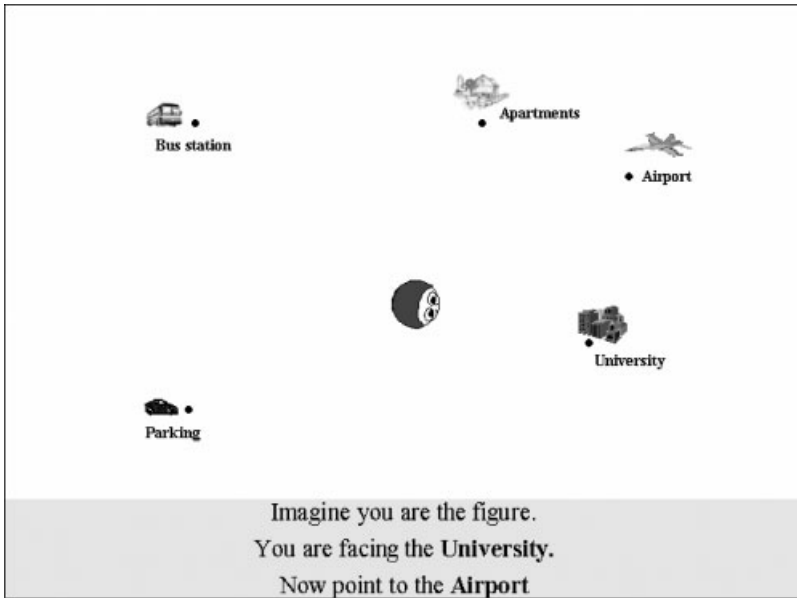 Apartments
Bus station
Airport
University
Parking
Imagine you are the figure.
You are facing the University.
Now point to the Airport